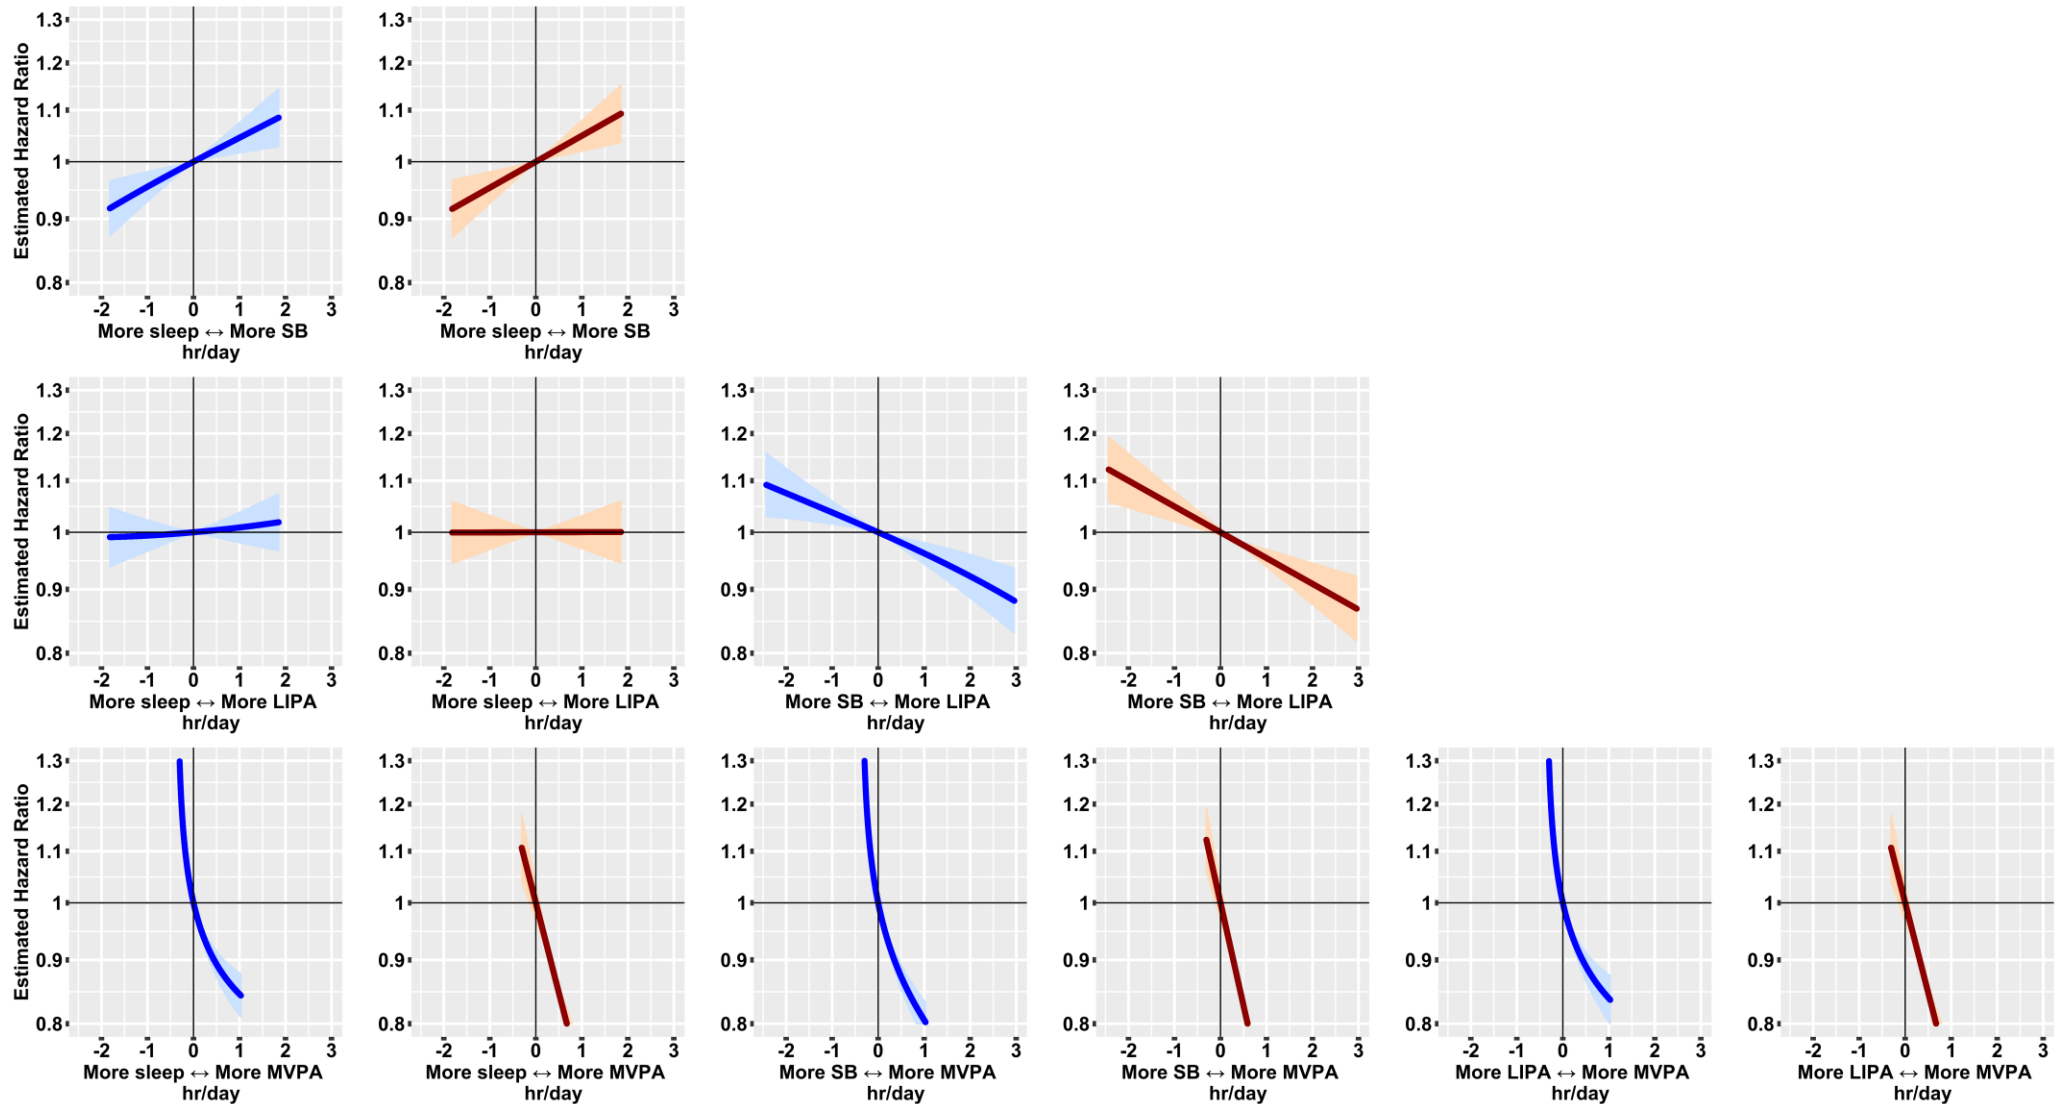 Estimated Hazard Ratio
1.3
1.2
1.1
1
0.9
0.8
-2 -1 0 1 2 3
More sleep ↔ More SB
hr/day
1.3
1.2
1.1
1
0.9
0.8
-2 -1 0 1 2 3
More sleep ↔ More SB
hr/day
Estimated Hazard Ratio
1.3
1.2
1.1
1
0.9
0.8
-2 -1 0 1 2 3
More sleep ↔ More LIPA
hr/day
1.3
1.2
1.1
1
0.9
0.8
-2 -1 0 1 2 3
More sleep ↔ More LIPA
hr/day
1.3
1.2
1.1
1
0.9
0.8
-2 -1 0 1 2 3
More SB ↔ More LIPA
hr/day
1.3
1.2
1.1
1
0.9
0.8
-2 -1 0 1 2 3
More SB ↔ More LIPA
hr/day
Estimated Hazard Ratio
1.3
1.2
1.1
1
0.9
0.8
-2 -1 0 1 2 3
More sleep ↔ More MVPA
hr/day
1.3
1.2
1.1
1
0.9
0.8
-2 -1 0 1 2 3
More sleep ↔ More MVPA
hr/day
1.3
1.2
1.1
1
0.9
0.8
-2 -1 0 1 2 3
More SB ↔ More MVPA
hr/day
1.3
1.2
1.1
1
0.9
0.8
-2 -1 0 1 2 3
More SB ↔ More MVPA
hr/day
1.3
1.2
1.1
1
0.9
0.8
-2 -1 0 1 2 3
More LIPA ↔ More MVPA
hr/day
1.3
1.2
1.1
1
0.9
0.8
-2 -1 0 1 2 3
More LIPA ↔ More MVPA
hr/day